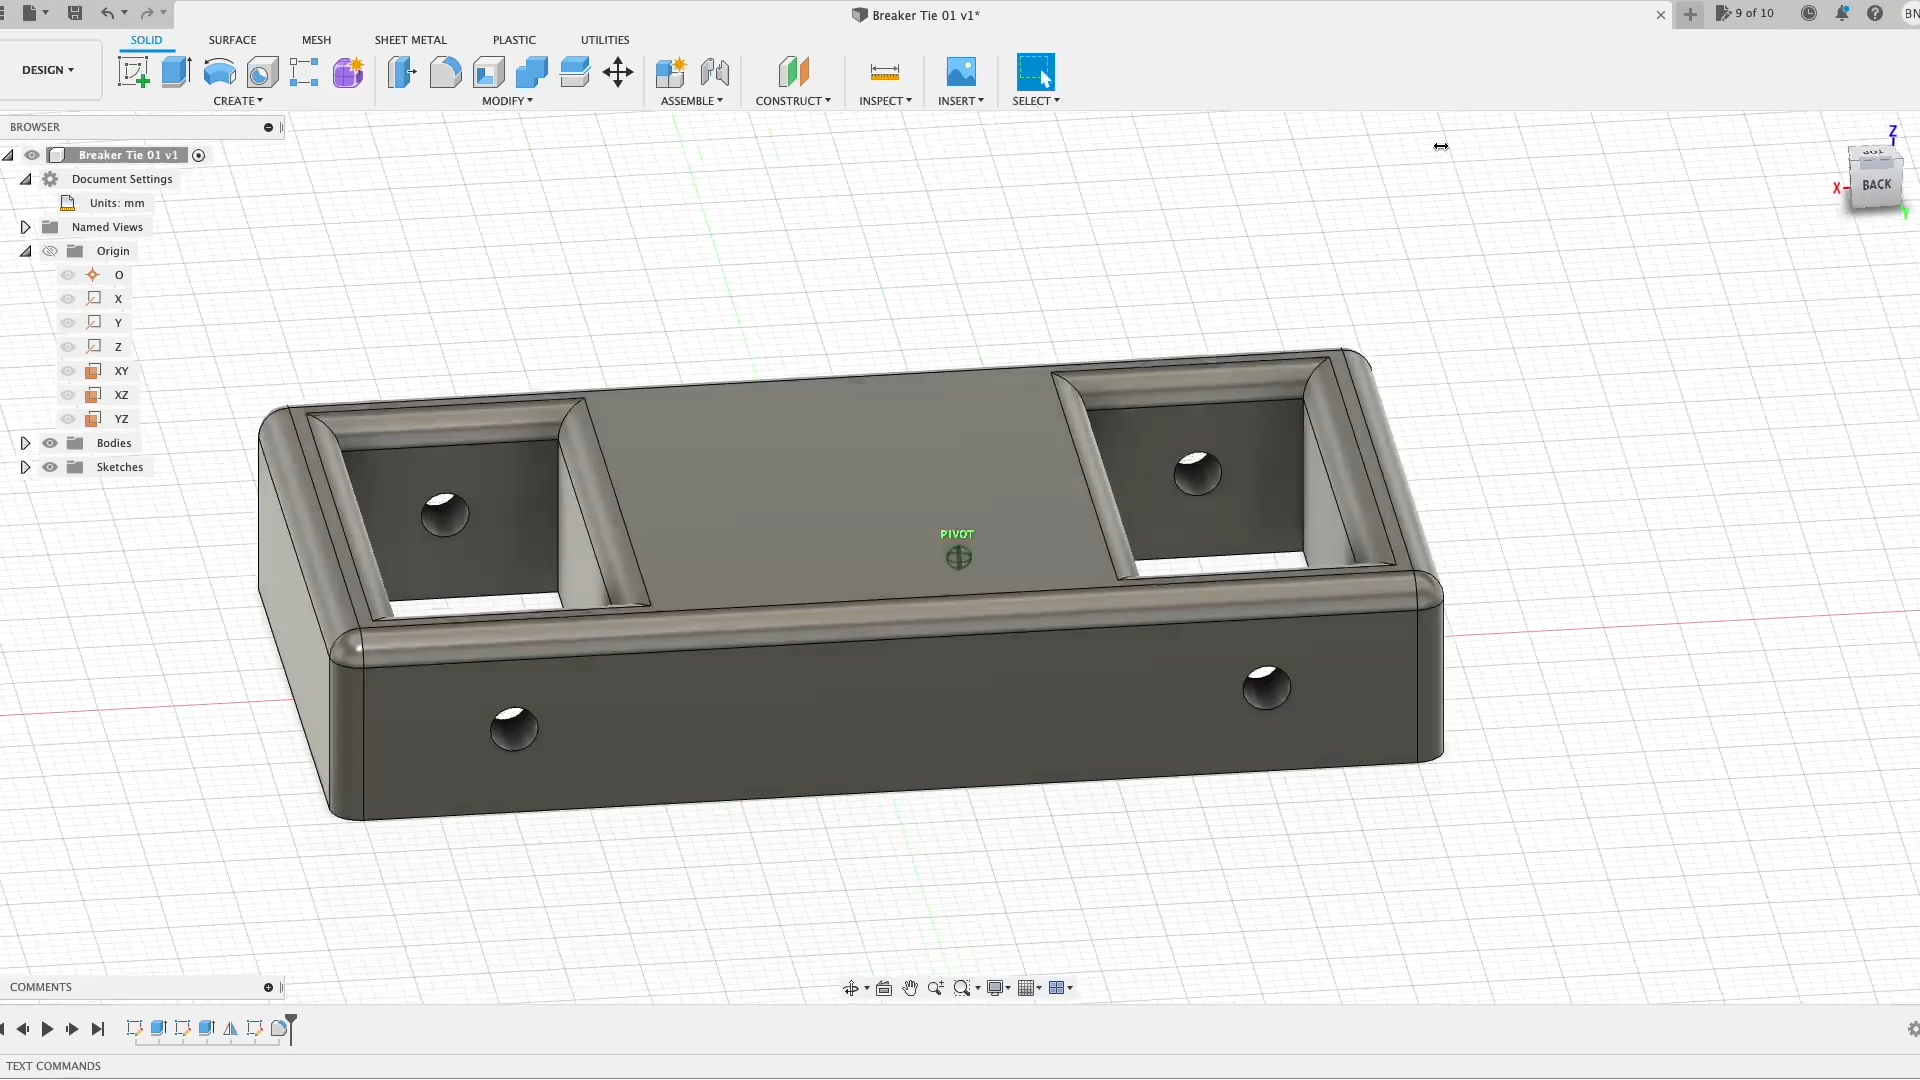 Breaker Tie 01 v1*
9 of 10
BN
SOLID
SURFACE
MESH
SHEET METAL
PLASTIC
UTILITIES
DESIGN
CREATE
MODIFY
ASSEMBLE
CONSTRUCT
INSPECT
INSERT
SELECT
BROWSER
Breaker Tie 01 v1
Document Settings
Units: mm
Named Views
Origin
O
X
Y
Z
XY
XZ
YZ
Bodies
Sketches
Z
TOP
X
BACK
Y
PIVOT
COMMENTS
TEXT COMMANDS